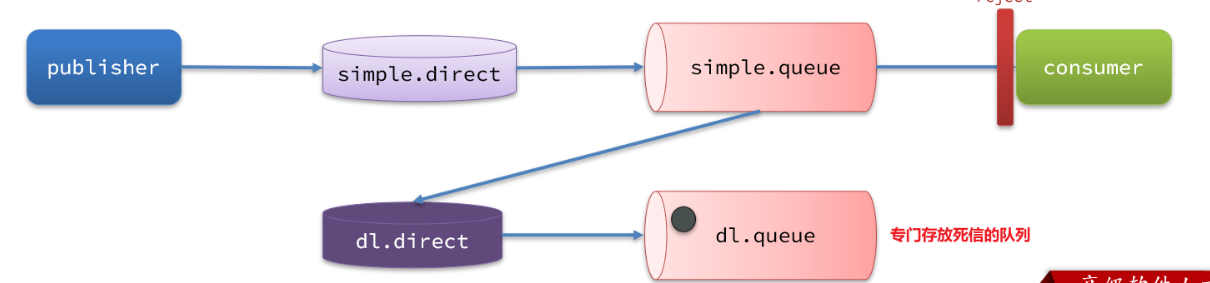 reject
publisher
simple.direct
simple.queue
consumer
dl.direct
dl.queue
专门存放死信的队列